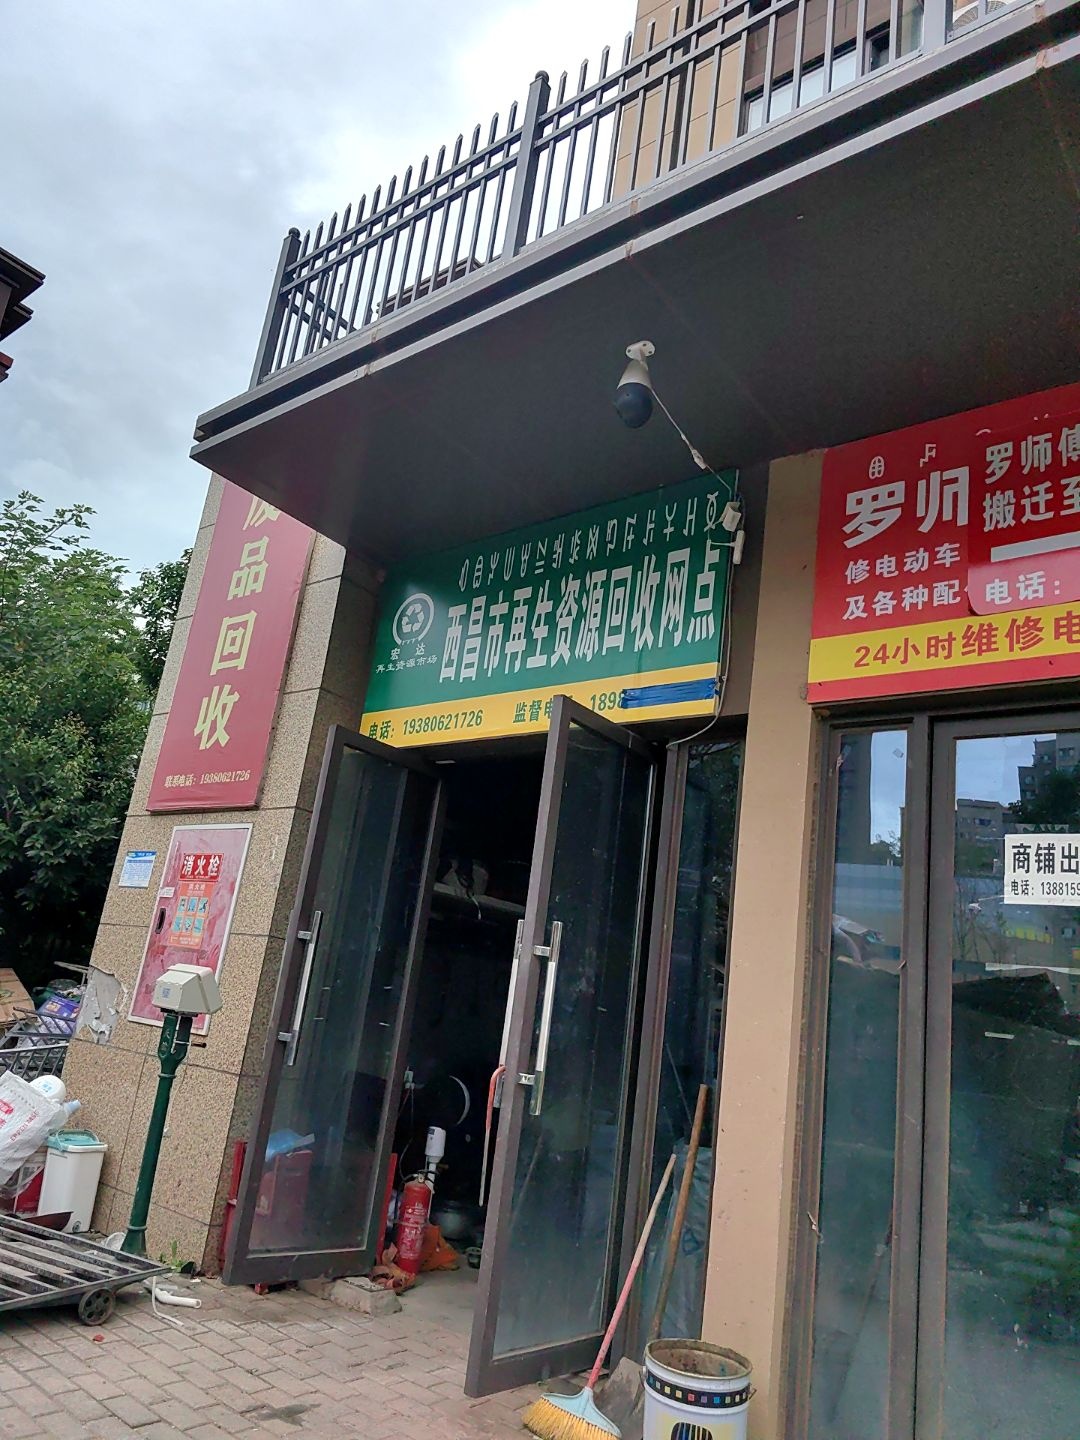 废品回收
联系电话：19380621726
宏达
再生资源市场
西昌市再生资源回收网点
电话：19380621726
监督电
1898
消火栓
罗师
修电动车
及各种配
罗师傅
搬迁至
电话：
24小时维修电
商铺出
电话：138815